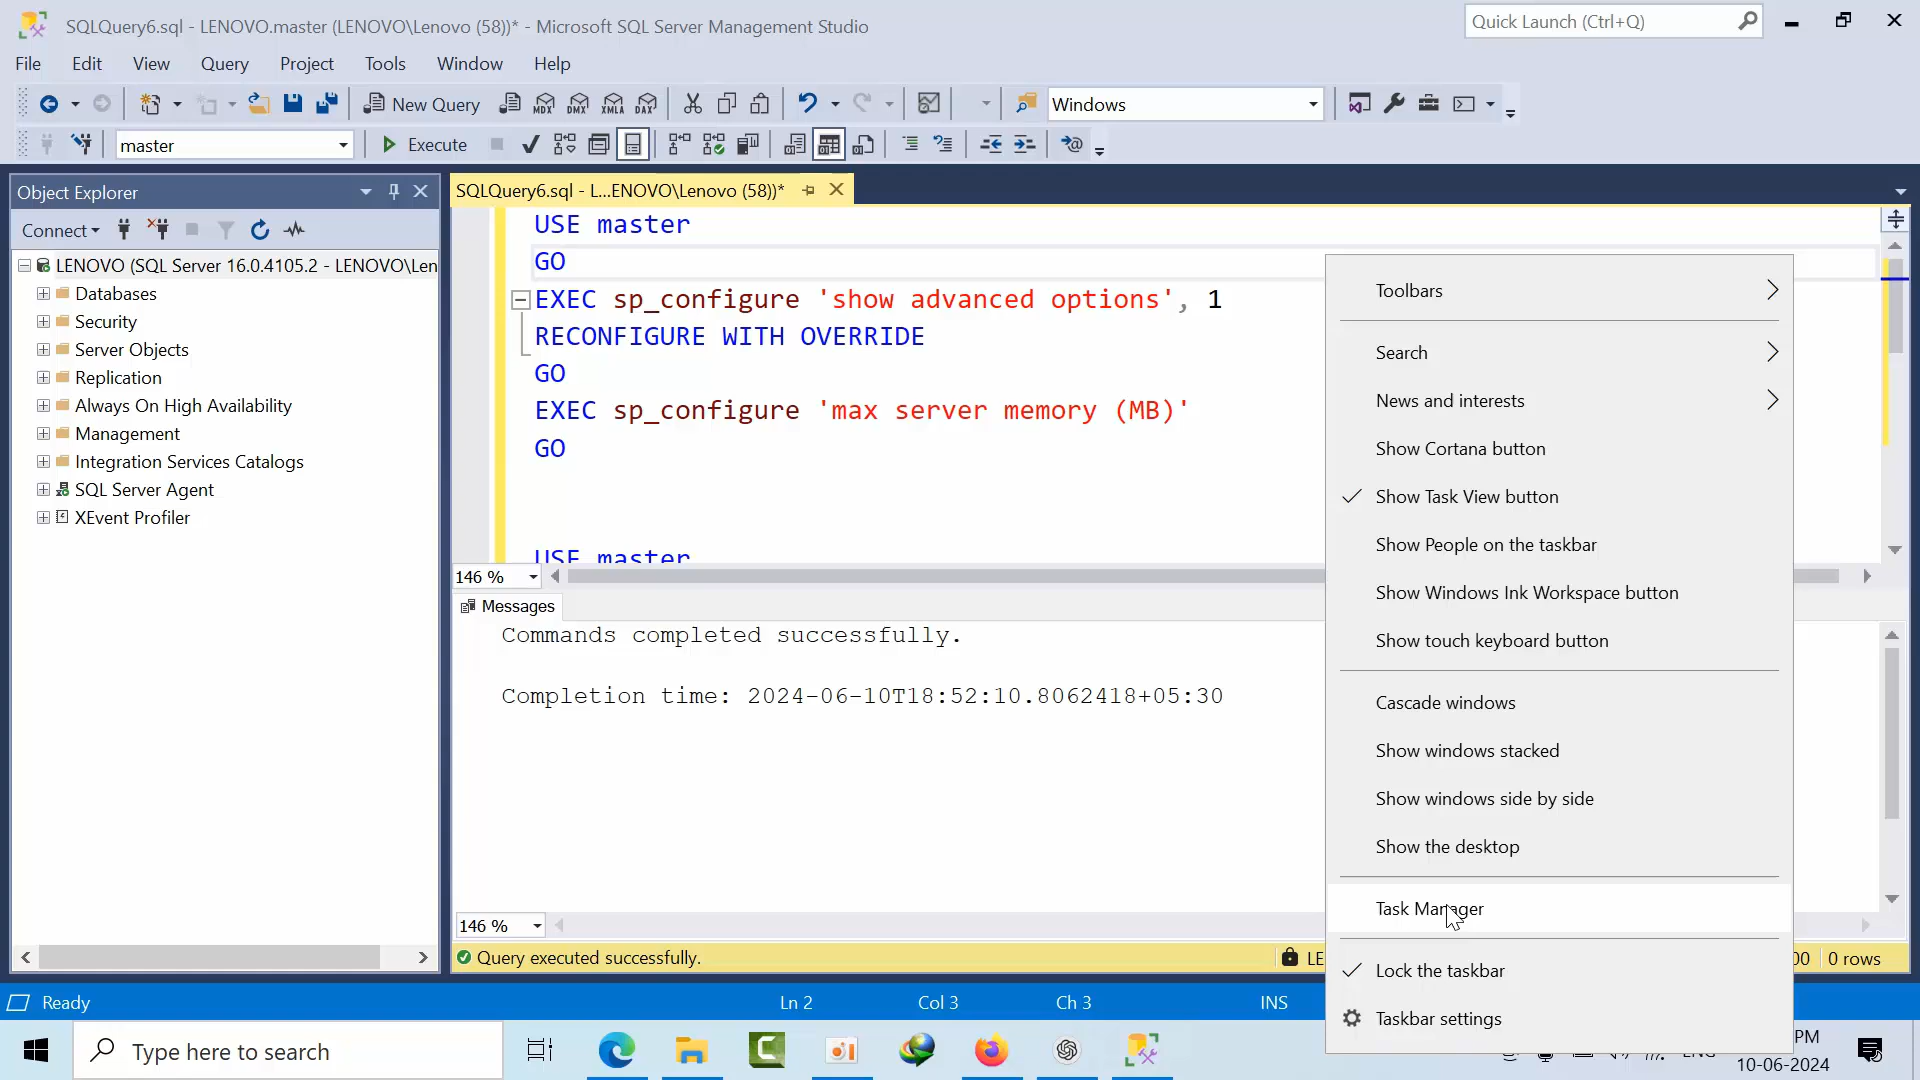 SQLQuery6.sql - LENOVO.master (LENOVO\Lenovo (58))* - Microsoft SQL Server Management Studio
Quick Launch (Ctrl+Q)
File Edit View Query Project Tools Window Help
New Query MDX DMX XMLA DAX Windows
master Execute
Object Explorer
SQLQuery6.sql - L...ENOVO\Lenovo (58))*
Connect
LENOVO (SQL Server 16.0.4105.2 - LENOVO\Len
Databases
Security
Server Objects
Replication
Always On High Availability
Management
Integration Services Catalogs
SQL Server Agent
XEvent Profiler
USE master
GO
EXEC sp_configure 'show advanced options', 1
RECONFIGURE WITH OVERRIDE
GO
EXEC sp_configure 'max server memory (MB)'
GO
USE master
146 %
Messages
Commands completed successfully.
Completion time: 2024-06-10T18:52:10.8062418+05:30
146 %
Query executed successfully.
LE
00 0 rows
Toolbars
Search
News and interests
Show Cortana button
Show Task View button
Show People on the taskbar
Show Windows Ink Workspace button
Show touch keyboard button
Cascade windows
Show windows stacked
Show windows side by side
Show the desktop
Task Manager
Lock the taskbar
Taskbar settings
Ready Ln 2 Col 3 Ch 3 INS
Type here to search
PM
10-06-2024